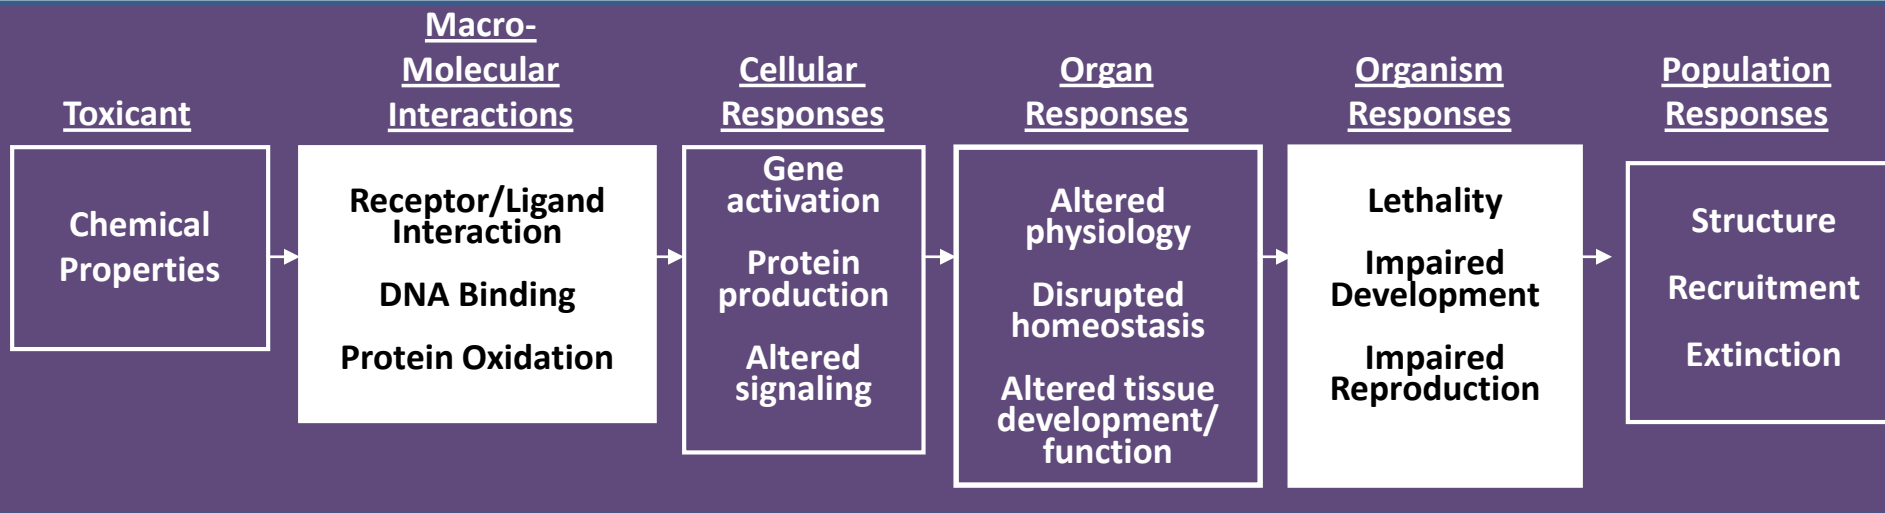 Toxicant
Chemical
Properties
Macro-
Molecular
Interactions
Receptor/Ligand
Interaction
DNA Binding
Protein Oxidation
Cellular
Responses
Gene
activation
Protein
production
Altered
signaling
Organ
Responses
Altered
physiology
Disrupted
homeostasis
Altered tissue
development/
function
Organism
Responses
Lethality
Impaired
Development
Impaired
Reproduction
Population
Responses
Structure
Recruitment
Extinction